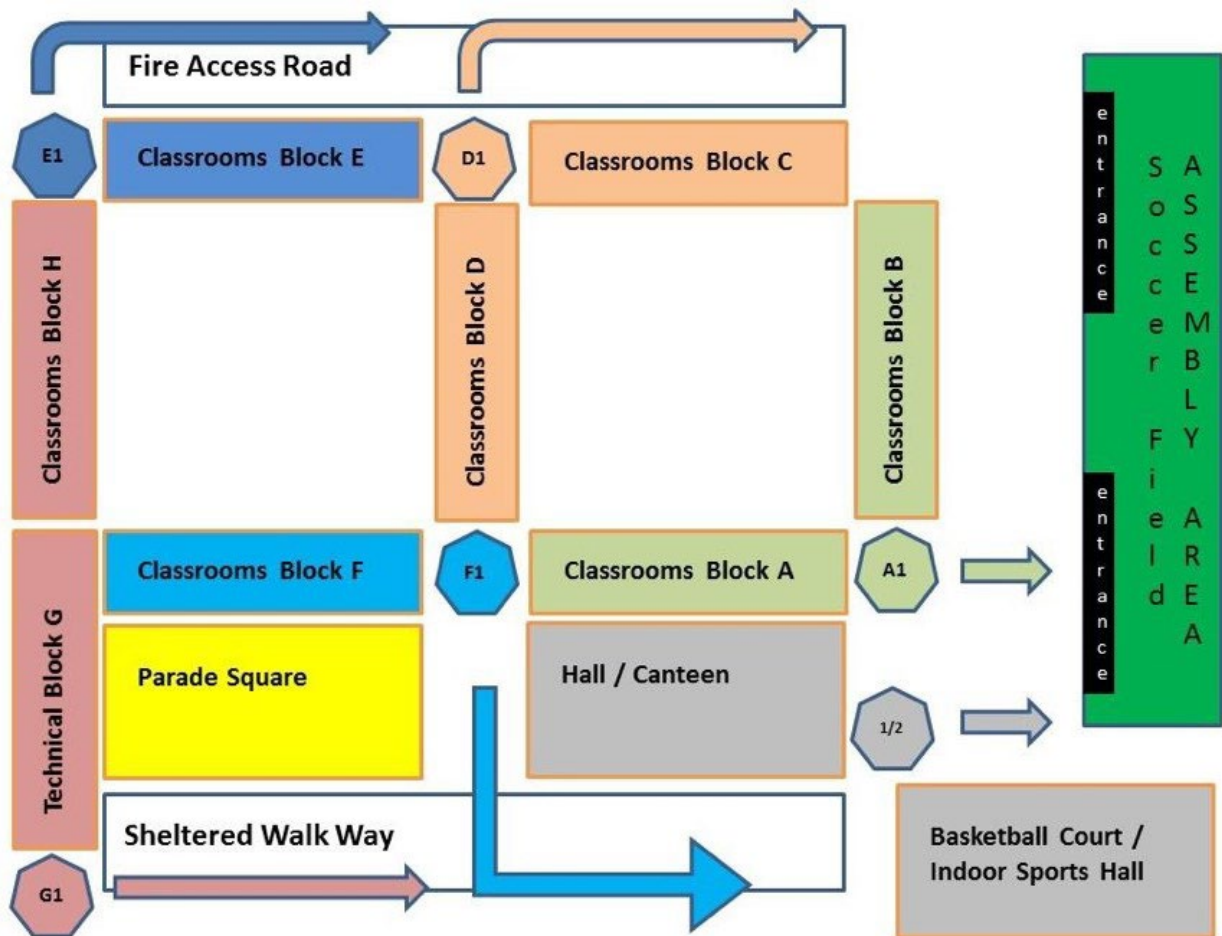 Fire Access Road
E1
Classrooms Block E
D1
Classrooms Block C
Classrooms Block H
Classrooms Block D
Classrooms Block B
entrance
Soccer Field
ASSEMBLY AREA
entrance
Technical Block G
Classrooms Block F
F1
Classrooms Block A
A1
Parade Square
Hall / Canteen
1/2
Sheltered Walk Way
G1
Basketball Court /
Indoor Sports Hall